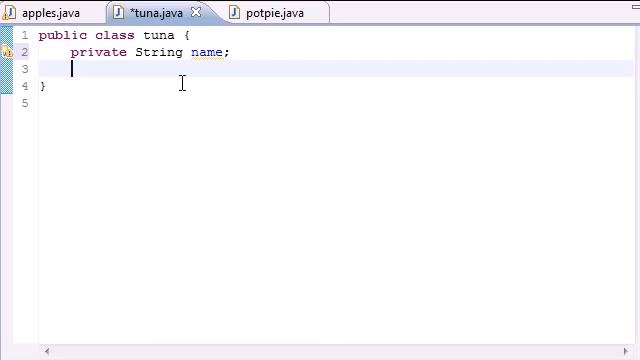 apples.java *tuna.java potpie.java
1 public class tuna {
2 private String name;
3
4 }
5